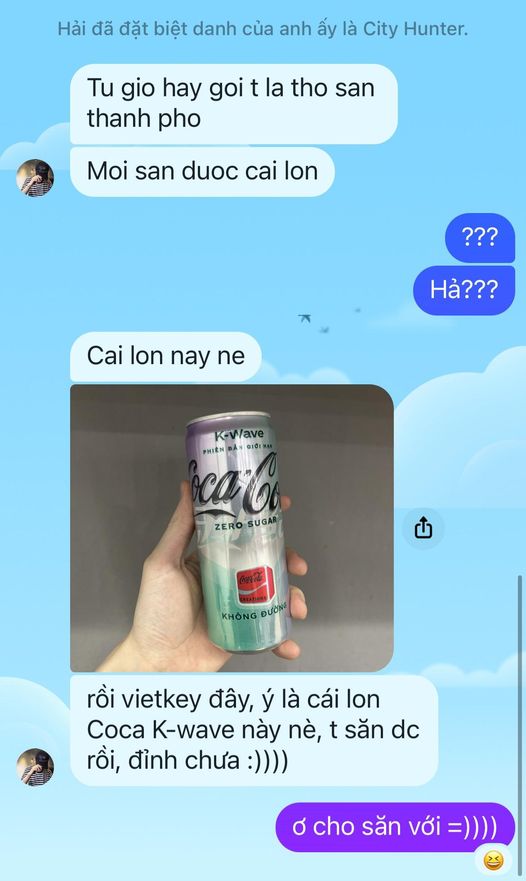 Hải đã đặt biệt danh của anh ấy là City Hunter.
Tu gio hay goi t la tho san
thanh pho
Moi san duoc cai lon
???
Hả???
Cai lon nay ne
K-Wave
PHIÊN BẢN GIỚI HẠN
Coca-Co
ZERO SUGAR
Coca-Cola
CREATIONS
KHÔNG ĐƯỜNG
rồi vietkey đây, ý là cái lon
Coca K-wave này nè, t săn dc
rồi, đỉnh chưa :))))
ơ cho săn với =))))